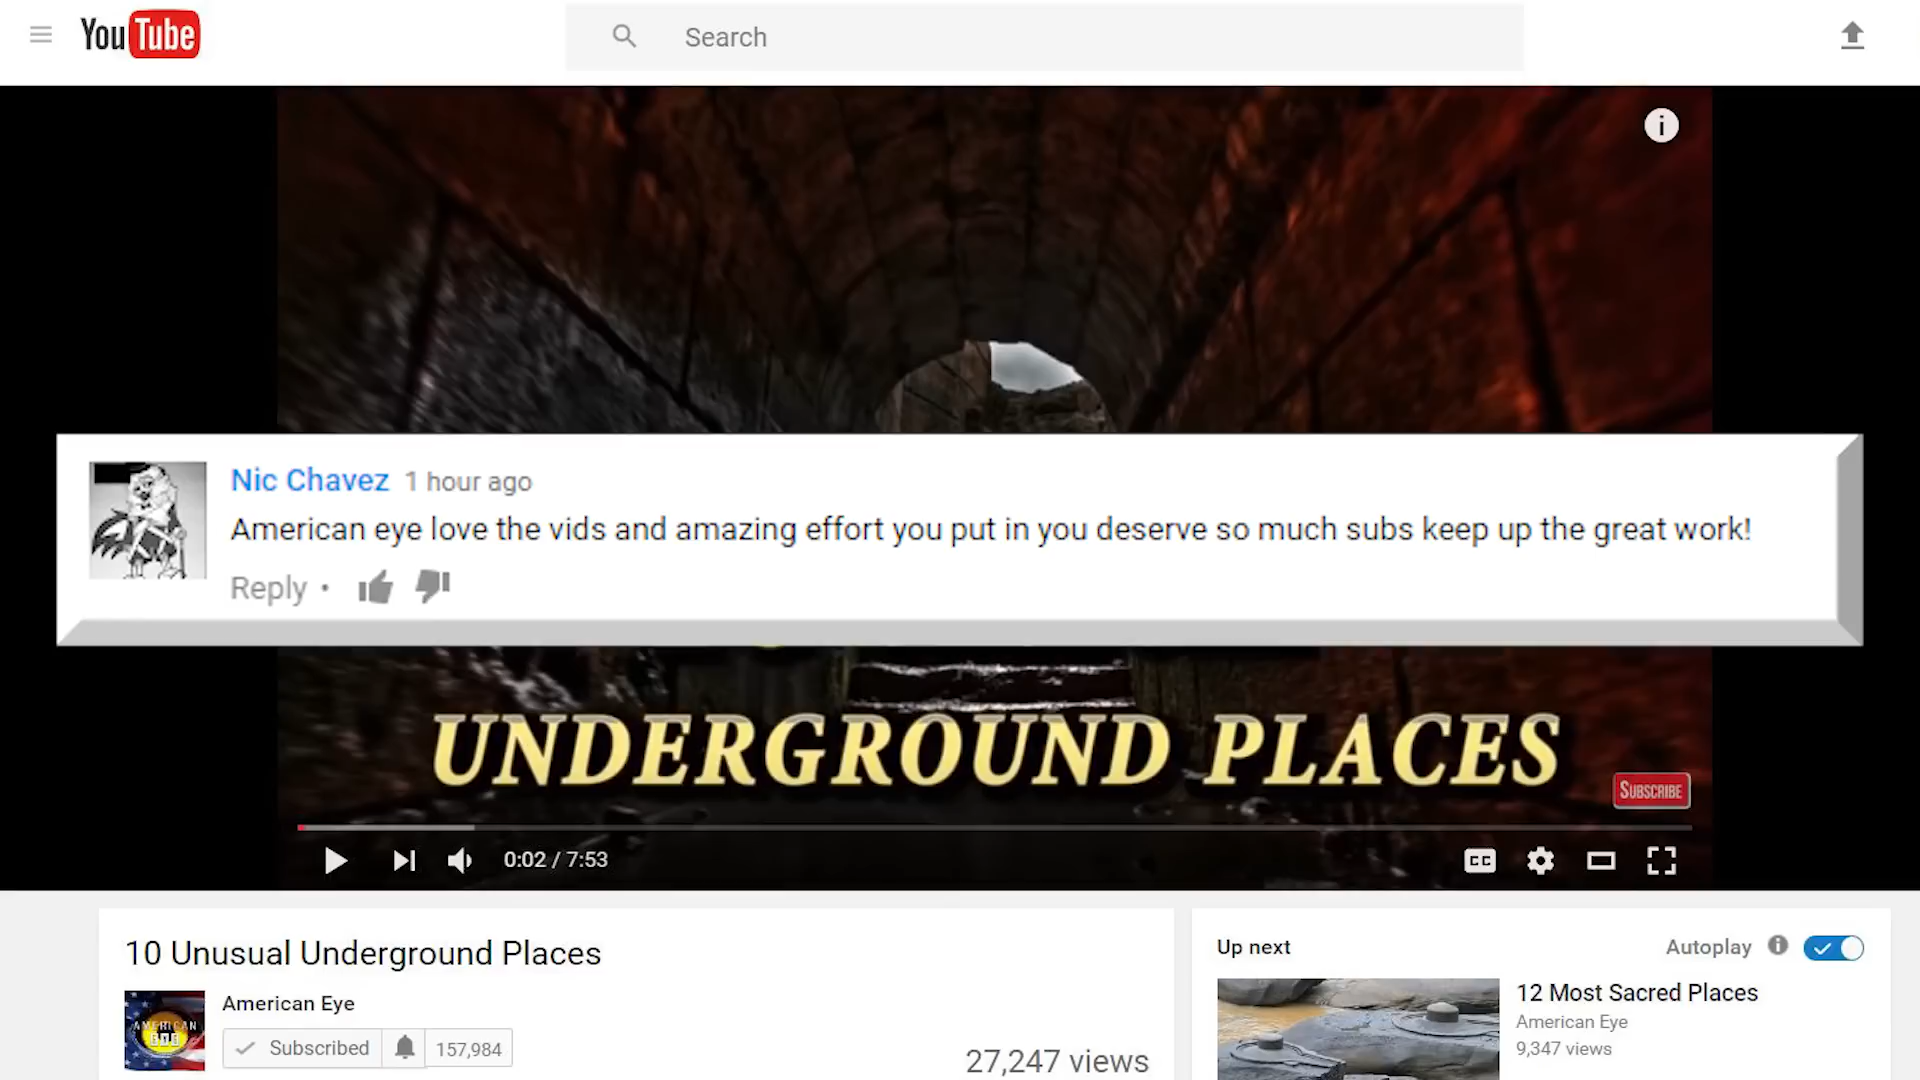 YouTube
Search
i
Nic Chavez 1 hour ago
American eye love the vids and amazing effort you put in you deserve so much subs keep up the great work!
Reply •
UNDERGROUND PLACES
SUBSCRIBE
0:02 / 7:53
CC
10 Unusual Underground Places
American Eye
AMERICAN
Subscribed
157,984
27,247 views
Up next
Autoplay
12 Most Sacred Places
American Eye
9,347 views